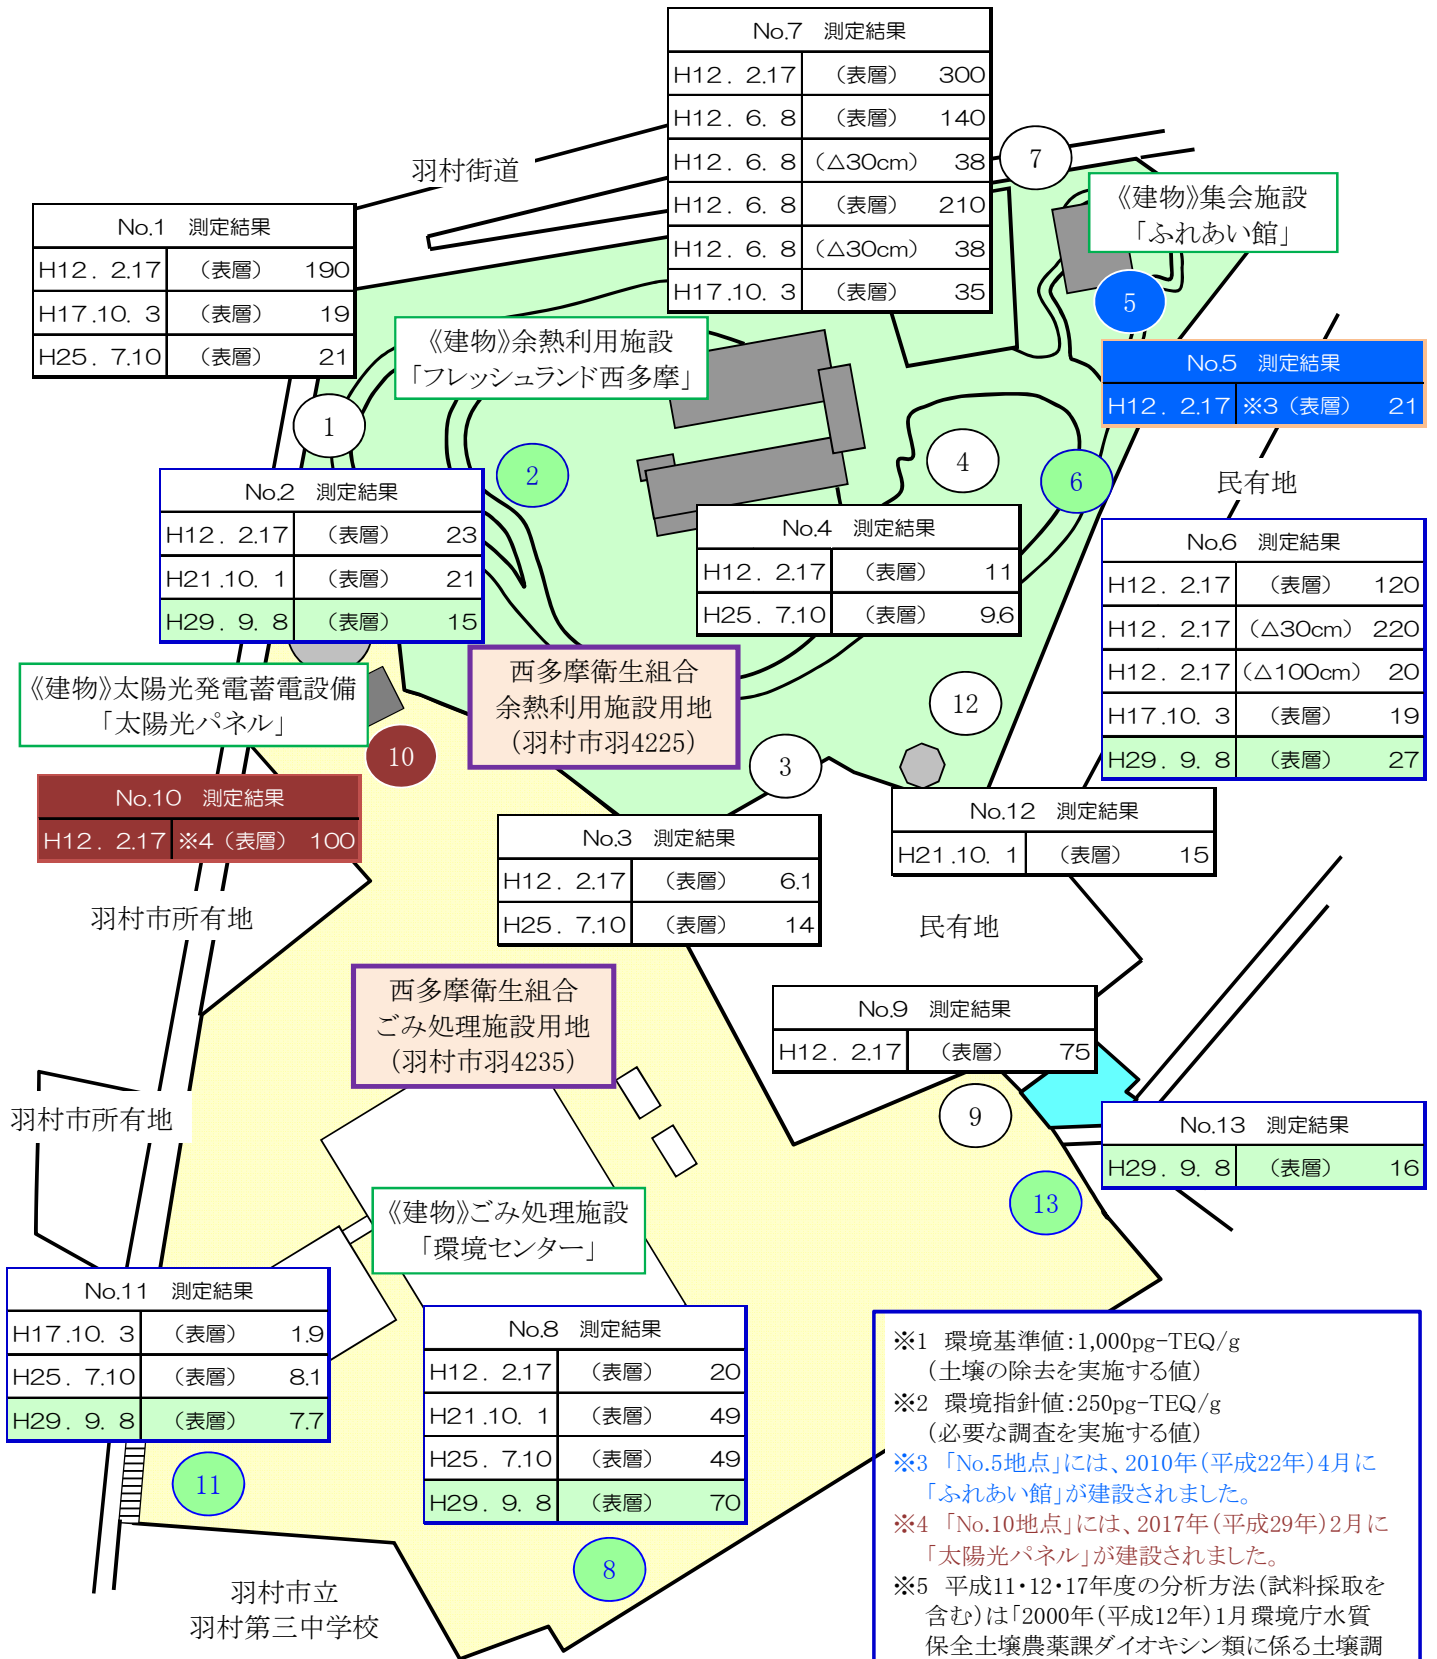 No.7　測定結果
H12. 2.17 （表層） 300
H12. 6. 8 （表層） 140
H12. 6. 8 （△30cm） 38
H12. 6. 8 （表層） 210
H12. 6. 8 （△30cm） 38
H17.10. 3 （表層） 35
羽村街道
7
《建物》集会施設
「ふれあい館」
No.1　測定結果
H12. 2.17 （表層） 190
H17.10. 3 （表層） 19
H25. 7.10 （表層） 21
5
《建物》余熱利用施設
「フレッシュランド西多摩」
No.5　測定結果
H12. 2.17 ※3（表層） 21
1
2
4
6
民有地
No.2　測定結果
H12. 2.17 （表層） 23
H21.10. 1 （表層） 21
H29. 9. 8 （表層） 15
No.4　測定結果
H12. 2.17 （表層） 11
H25. 7.10 （表層） 9.6
No.6　測定結果
H12. 2.17 （表層） 120
H12. 2.17 （△30cm） 220
H12. 2.17 （△100cm） 20
H17.10. 3 （表層） 19
H29. 9. 8 （表層） 27
《建物》太陽光発電蓄電設備
「太陽光パネル」
西多摩衛生組合
余熱利用施設用地
(羽村市羽4225)
12
10
3
No.10　測定結果
H12. 2.17 ※4（表層） 100
No.12　測定結果
H21.10. 1 （表層） 15
No.3　測定結果
H12. 2.17 （表層） 6.1
H25. 7.10 （表層） 14
羽村市所有地
民有地
西多摩衛生組合
ごみ処理施設用地
(羽村市羽4235)
No.9　測定結果
H12. 2.17 （表層） 75
羽村市所有地
9
No.13　測定結果
H29. 9. 8 （表層） 16
13
《建物》ごみ処理施設
「環境センター」
No.11　測定結果
H17.10. 3 （表層） 1.9
H25. 7.10 （表層） 8.1
H29. 9. 8 （表層） 7.7
No.8　測定結果
H12. 2.17 （表層） 20
H21.10. 1 （表層） 49
H25. 7.10 （表層） 49
H29. 9. 8 （表層） 70
11
8
羽村市立
羽村第三中学校
※1 環境基準値:1,000pg-TEQ/g
(土壌の除去を実施する値)
※2 環境指針値:250pg-TEQ/g
(必要な調査を実施する値)
※3 「No.5地点」には、2010年(平成22年)4月に
「ふれあい館」が建設されました。
※4 「No.10地点」には、2017年(平成29年)2月に
「太陽光パネル」が建設されました。
※5 平成11・12・17年度の分析方法(試料採取を
含む)は「2000年(平成12年)1月環境庁水質
保全土壌農薬課ダイオキシン類に係る土壌調